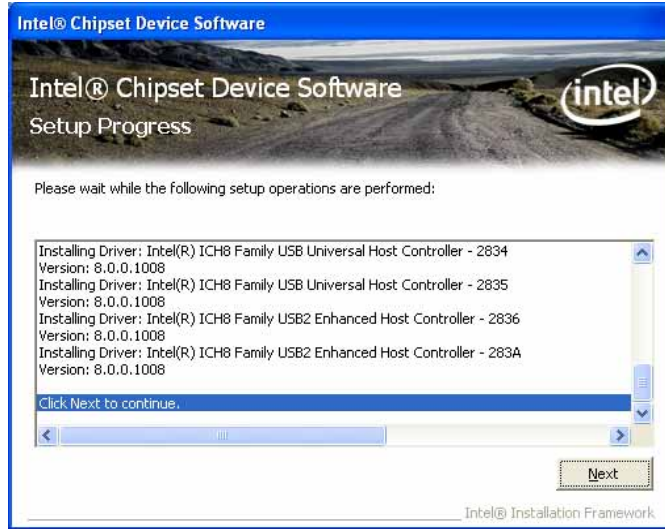 Intel® Chipset Device Software
Intel® Chipset Device Software
intel
Setup Progress
Please wait while the following setup operations are performed:
Installing Driver: Intel(R) ICH8 Family USB Universal Host Controller - 2834
Version: 8.0.0.1008
Installing Driver: Intel(R) ICH8 Family USB Universal Host Controller - 2835
Version: 8.0.0.1008
Installing Driver: Intel(R) ICH8 Family USB2 Enhanced Host Controller - 2836
Version: 8.0.0.1008
Installing Driver: Intel(R) ICH8 Family USB2 Enhanced Host Controller - 283A
Version: 8.0.0.1008
Click Next to continue.
Next
Intel® Installation Framework